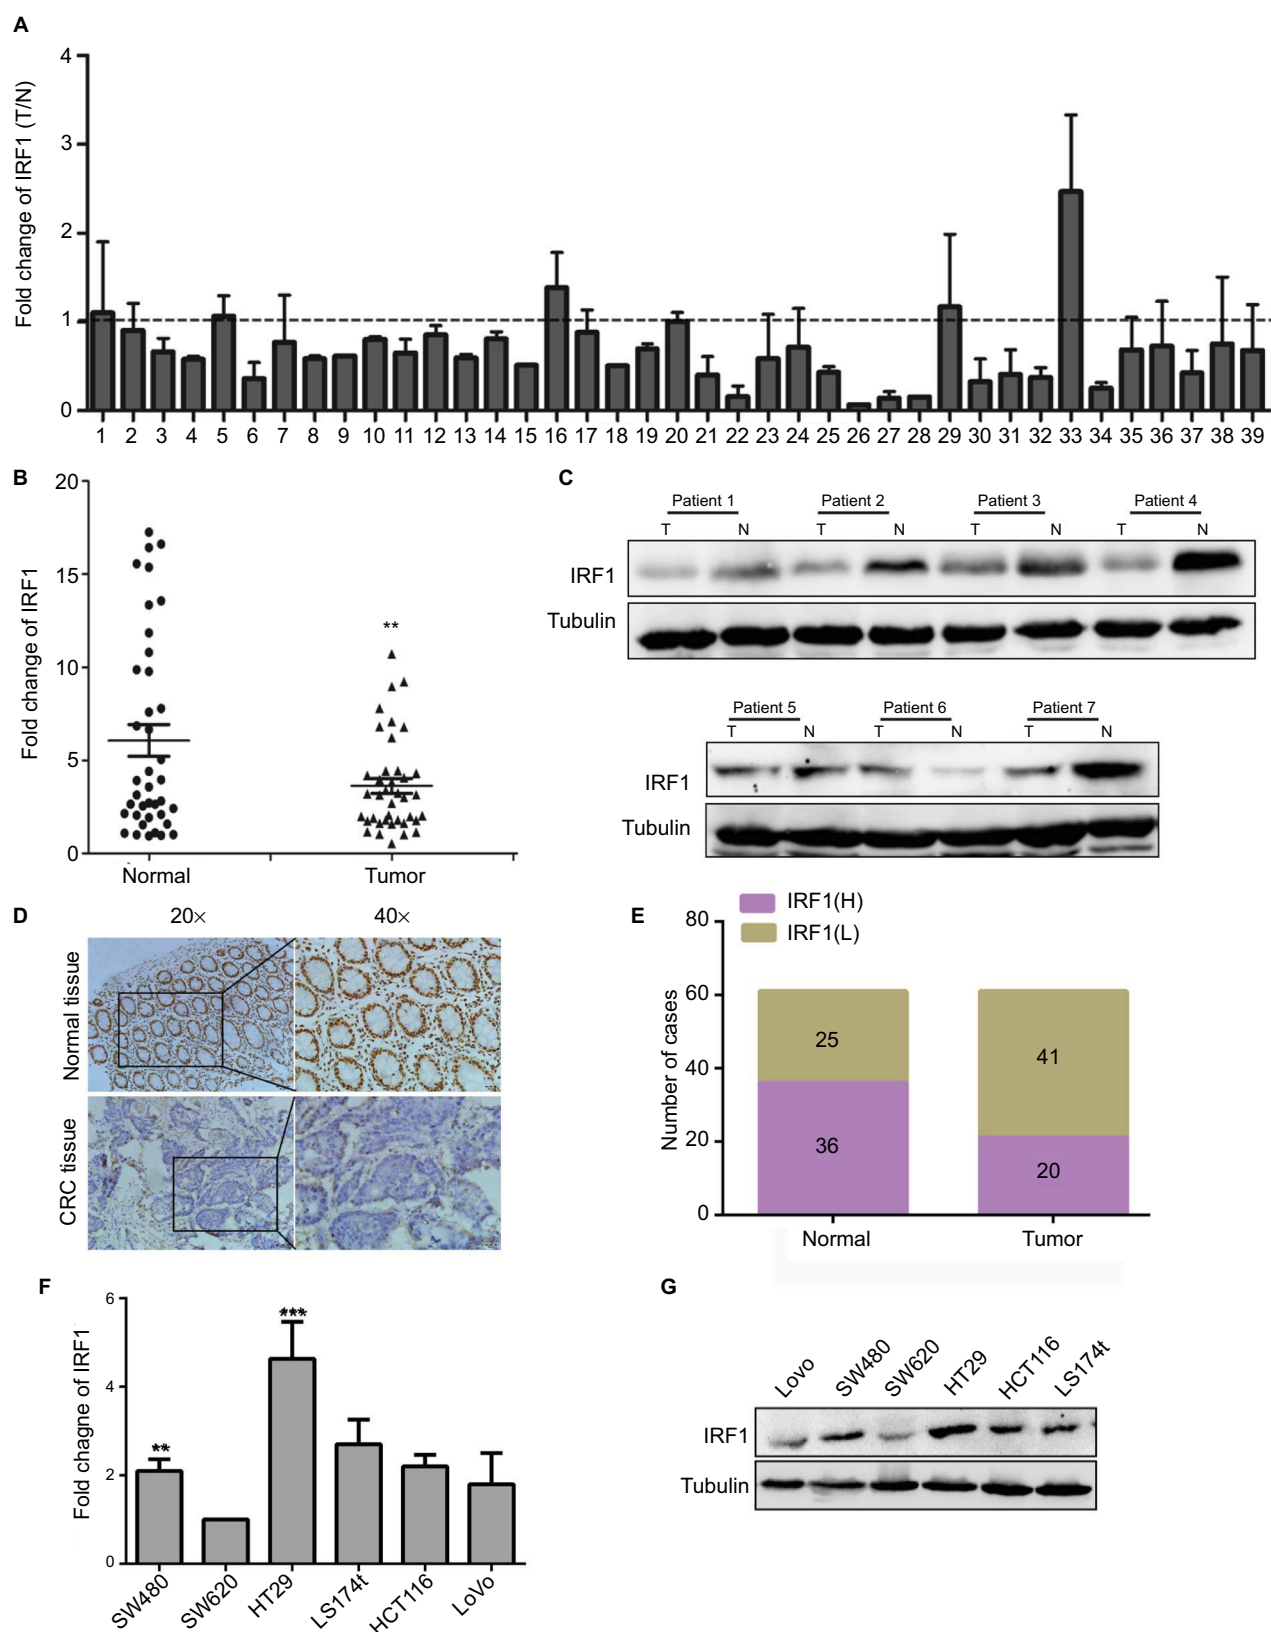 A
Fold change of IRF1 (T/N)
4
3
2
1
0
1 2 3 4 5 6 7 8 9 10 11 12 13 14 15 16 17 18 19 20 21 22 23 24 25 26 27 28 29 30 31 32 33 34 35 36 37 38 39
B
Fold change of IRF1
20
15
10
5
0
**
Normal Tumor
C
Patient 1 Patient 2 Patient 3 Patient 4
T N T N T N T N
IRF1
Tubulin
Patient 5 Patient 6 Patient 7
T N T N T N
IRF1
Tubulin
D
20× 40×
Normal tissue
CRC tissue
E
IRF1(H)
IRF1(L)
Number of cases
80
60
40
20
0
25
36
41
20
Normal Tumor
F
Fold chagne of IRF1
6
4
2
0
** ***
SW480 SW620 HT29 LS174t HCT116 LoVo
G
Lovo SW480 SW620 HT29 HCT116 LS174t
IRF1
Tubulin